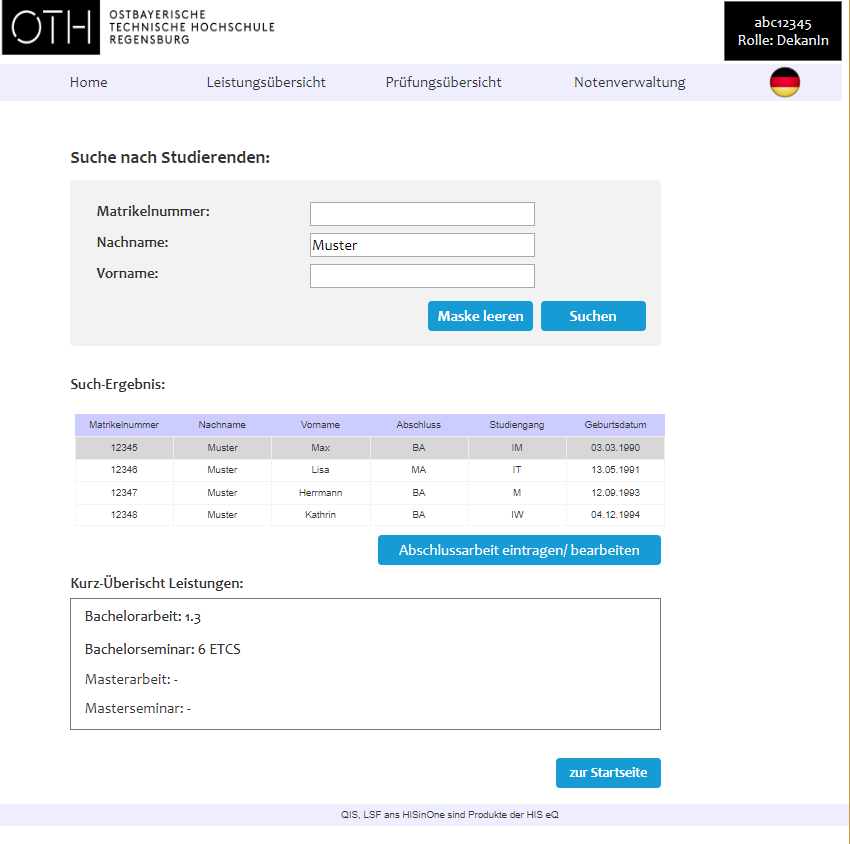 OTH
OSTBAYERISCHE
TECHNISCHE HOCHSCHULE
REGENSBURG
abc12345
Rolle: DekanIn
Home Leistungsübersicht Prüfungsübersicht Notenverwaltung
Suche nach Studierenden:
Matrikelnummer:
Nachname: Muster
Vorname:
Maske leeren Suchen
Such-Ergebnis:
Matrikelnummer Nachname Vorname Abschluss Studiengang Geburtsdatum
12345 Muster Max BA IM 03.03.1990
12346 Muster Lisa MA IT 13.05.1991
12347 Muster Herrmann BA M 12.09.1993
12348 Muster Kathrin BA IW 04.12.1994
Abschlussarbeit eintragen/ bearbeiten
Kurz-Überischt Leistungen:
Bachelorarbeit: 1.3
Bachelorseminar: 6 ETCS
Masterarbeit: -
Masterseminar: -
zur Startseite
QIS, LSF ans HISinOne sind Produkte der HIS eQ